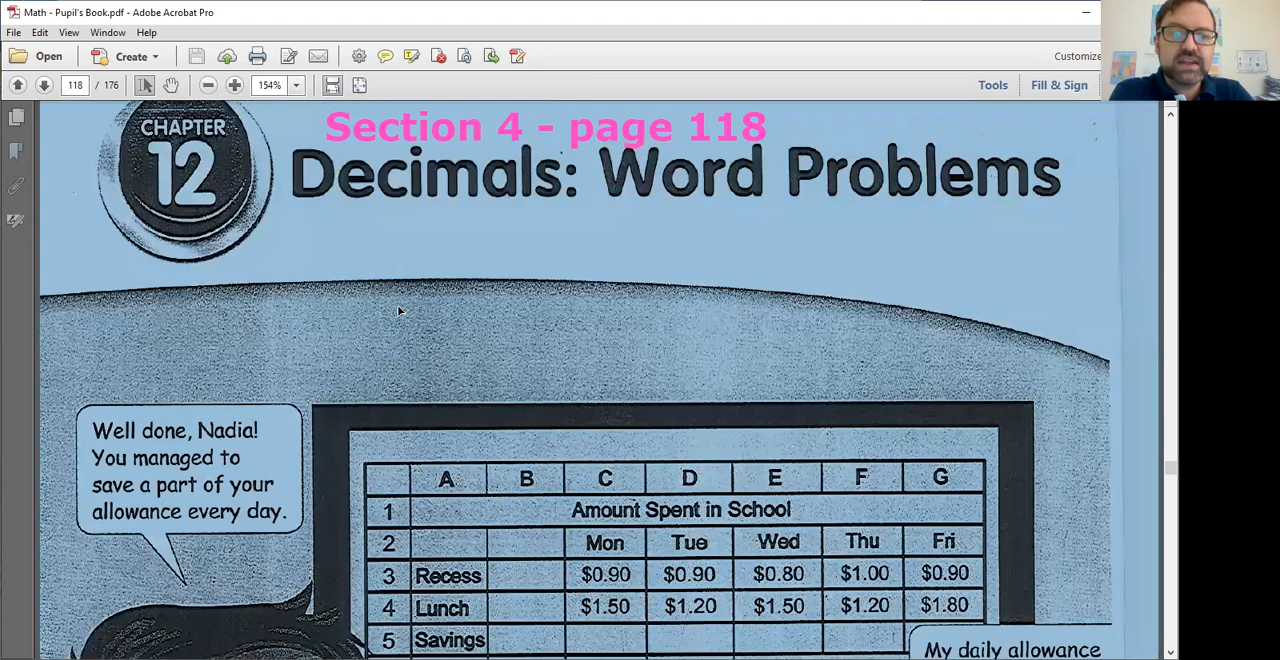 Math - Pupil's Book.pdf - Adobe Acrobat Pro
File Edit View Window Help
Open Create Customize
118 / 176 154% Tools Fill & Sign
Section 4 - page 118
CHAPTER
12
Decimals: Word Problems
Well done, Nadia!
You managed to
save a part of your
allowance every day.
A B C D E F G
1 Amount Spent in School
2 Mon Tue Wed Thu Fri
3 Recess $0.90 $0.90 $0.80 $1.00 $0.90
4 Lunch $1.50 $1.20 $1.50 $1.20 $1.80
5 Savings
My daily allowance